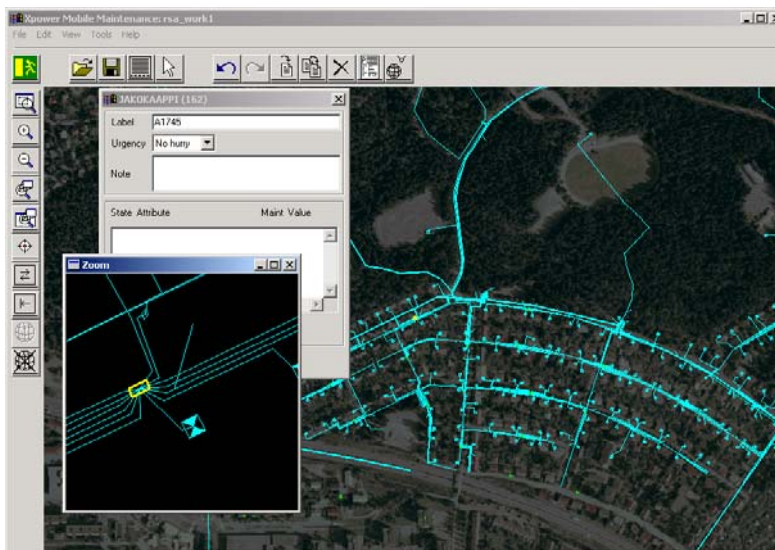 Xpower Mobile Maintenance: rsa_work1
File Edit View Tools Help
JAKOKAAPPI (162)
Label A1745
Urgency No hurry
Note
State Attribute Maint Value
Zoom